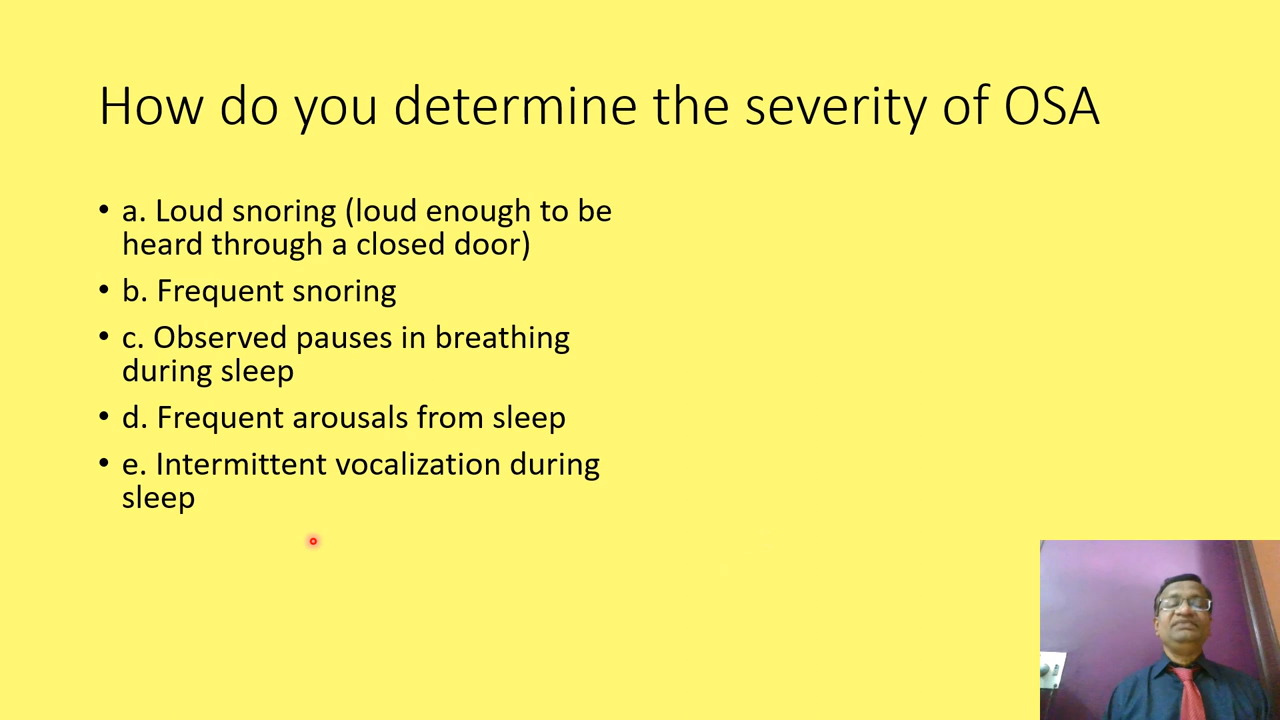 How do you determine the severity of OSA
• a. Loud snoring (loud enough to be
heard through a closed door)
• b. Frequent snoring
• c. Observed pauses in breathing
during sleep
• d. Frequent arousals from sleep
• e. Intermittent vocalization during
sleep